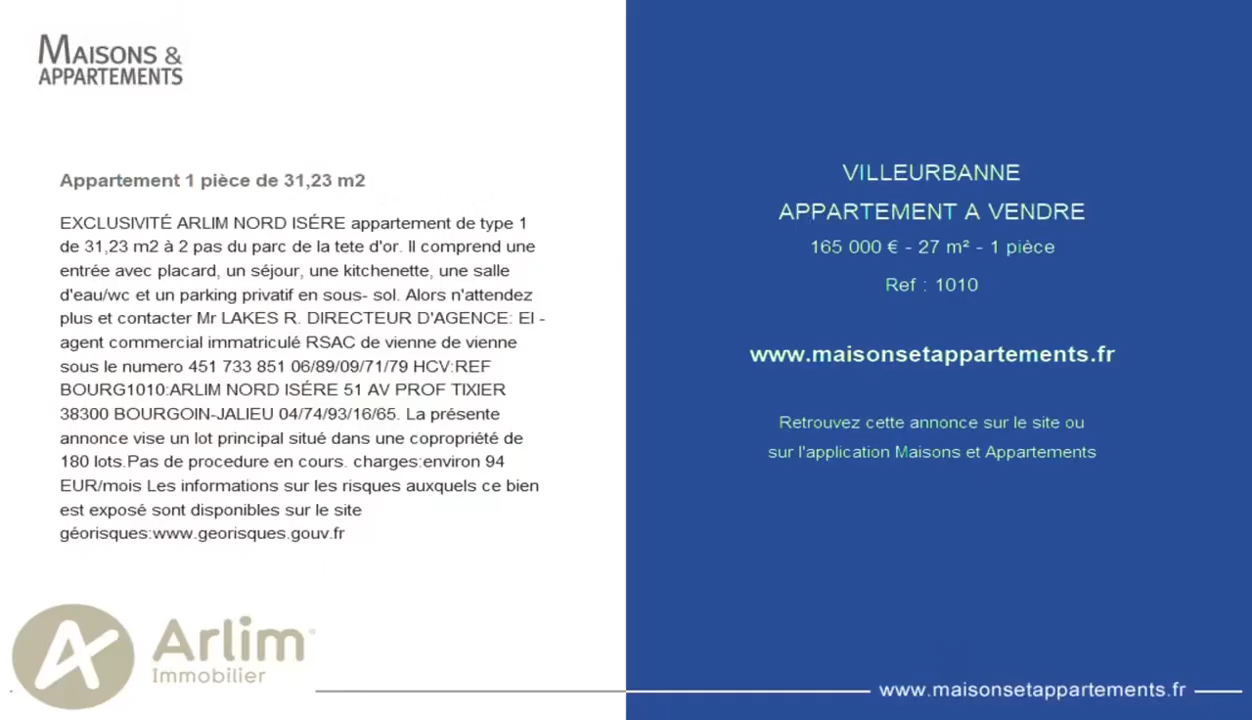 MAISONS &
APPARTEMENTS
Appartement 1 pièce de 31,23 m2
EXCLUSIVITÉ ARLIM NORD ISÉRE appartement de type 1
de 31,23 m2 à 2 pas du parc de la tete d'or. Il comprend une
entrée avec placard, un séjour, une kitchenette, une salle
d'eau/wc et un parking privatif en sous- sol. Alors n'attendez
plus et contacter Mr LAKES R. DIRECTEUR D'AGENCE: EI -
agent commercial immatriculé RSAC de vienne de vienne
sous le numero 451 733 851 06/89/09/71/79 HCV:REF
BOURG1010:ARLIM NORD ISÉRE 51 AV PROF TIXIER
38300 BOURGOIN-JALIEU 04/74/93/16/65. La présente
annonce vise un lot principal situé dans une copropriété de
180 lots.Pas de procedure en cours. charges:environ 94
EUR/mois Les informations sur les risques auxquels ce bien
est exposé sont disponibles sur le site
géorisques:www.georisques.gouv.fr
Arlim
Immobilier
VILLEURBANNE
APPARTEMENT A VENDRE
165 000 € - 27 m² - 1 pièce
Ref : 1010
www.maisonsetappartements.fr
Retrouvez cette annonce sur le site ou
sur l'application Maisons et Appartements
www.maisonsetappartements.fr